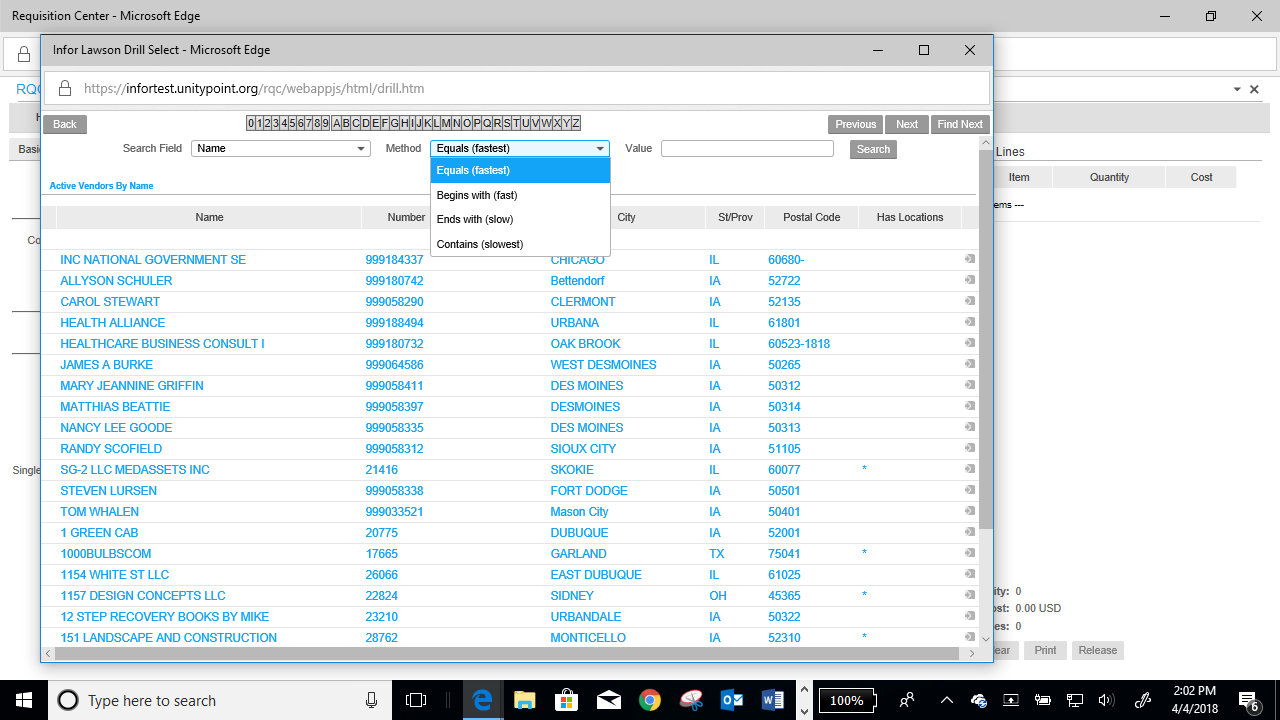 Requisition Center - Microsoft Edge
Infor Lawson Drill Select - Microsoft Edge
https://infortest.unitypoint.org/rqc/webappjs/html/drill.htm
RQC
Back
0 1 2 3 4 5 6 7 8 9 A B C D E F G H I J K L M N O P Q R S T U V W X Y Z
Previous Next Find Next
Search Field Name Method Equals (fastest) Value Search
Equals (fastest)
Begins with (fast)
Ends with (slow)
Contains (slowest)
Active Vendors By Name
Name Number City St/Prov Postal Code Has Locations
INC NATIONAL GOVERNMENT SE 999184337 CHICAGO IL 60680-
ALLYSON SCHULER 999180742 Bettendorf IA 52722
CAROL STEWART 999058290 CLERMONT IA 52135
HEALTH ALLIANCE 999188494 URBANA IL 61801
HEALTHCARE BUSINESS CONSULT I 999180732 OAK BROOK IL 60523-1818
JAMES A BURKE 999064586 WEST DESMOINES IA 50265
MARY JEANNINE GRIFFIN 999058411 DES MOINES IA 50312
MATTHIAS BEATTIE 999058397 DESMOINES IA 50314
NANCY LEE GOODE 999058335 DES MOINES IA 50313
RANDY SCOFIELD 999058312 SIOUX CITY IA 51105
SG-2 LLC MEDASSETS INC 21416 SKOKIE IL 60077 *
STEVEN LURSEN 999058338 FORT DODGE IA 50501
TOM WHALEN 999033521 Mason City IA 50401
1 GREEN CAB 20775 DUBUQUE IA 52001
1000BULBSCOM 17665 GARLAND TX 75041 *
1154 WHITE ST LLC 26066 EAST DUBUQUE IL 61025
1157 DESIGN CONCEPTS LLC 22824 SIDNEY OH 45365 *
12 STEP RECOVERY BOOKS BY MIKE 23210 URBANDALE IA 50322
151 LANDSCAPE AND CONSTRUCTION 28762 MONTICELLO IA 52310 *
Basi
Co
Single
Lines
Item Quantity Cost
ems ---
ity: 0
ost: 0.00 USD
es: 0
ear Print Release
Type here to search
100%
2:02 PM
4/4/2018
6